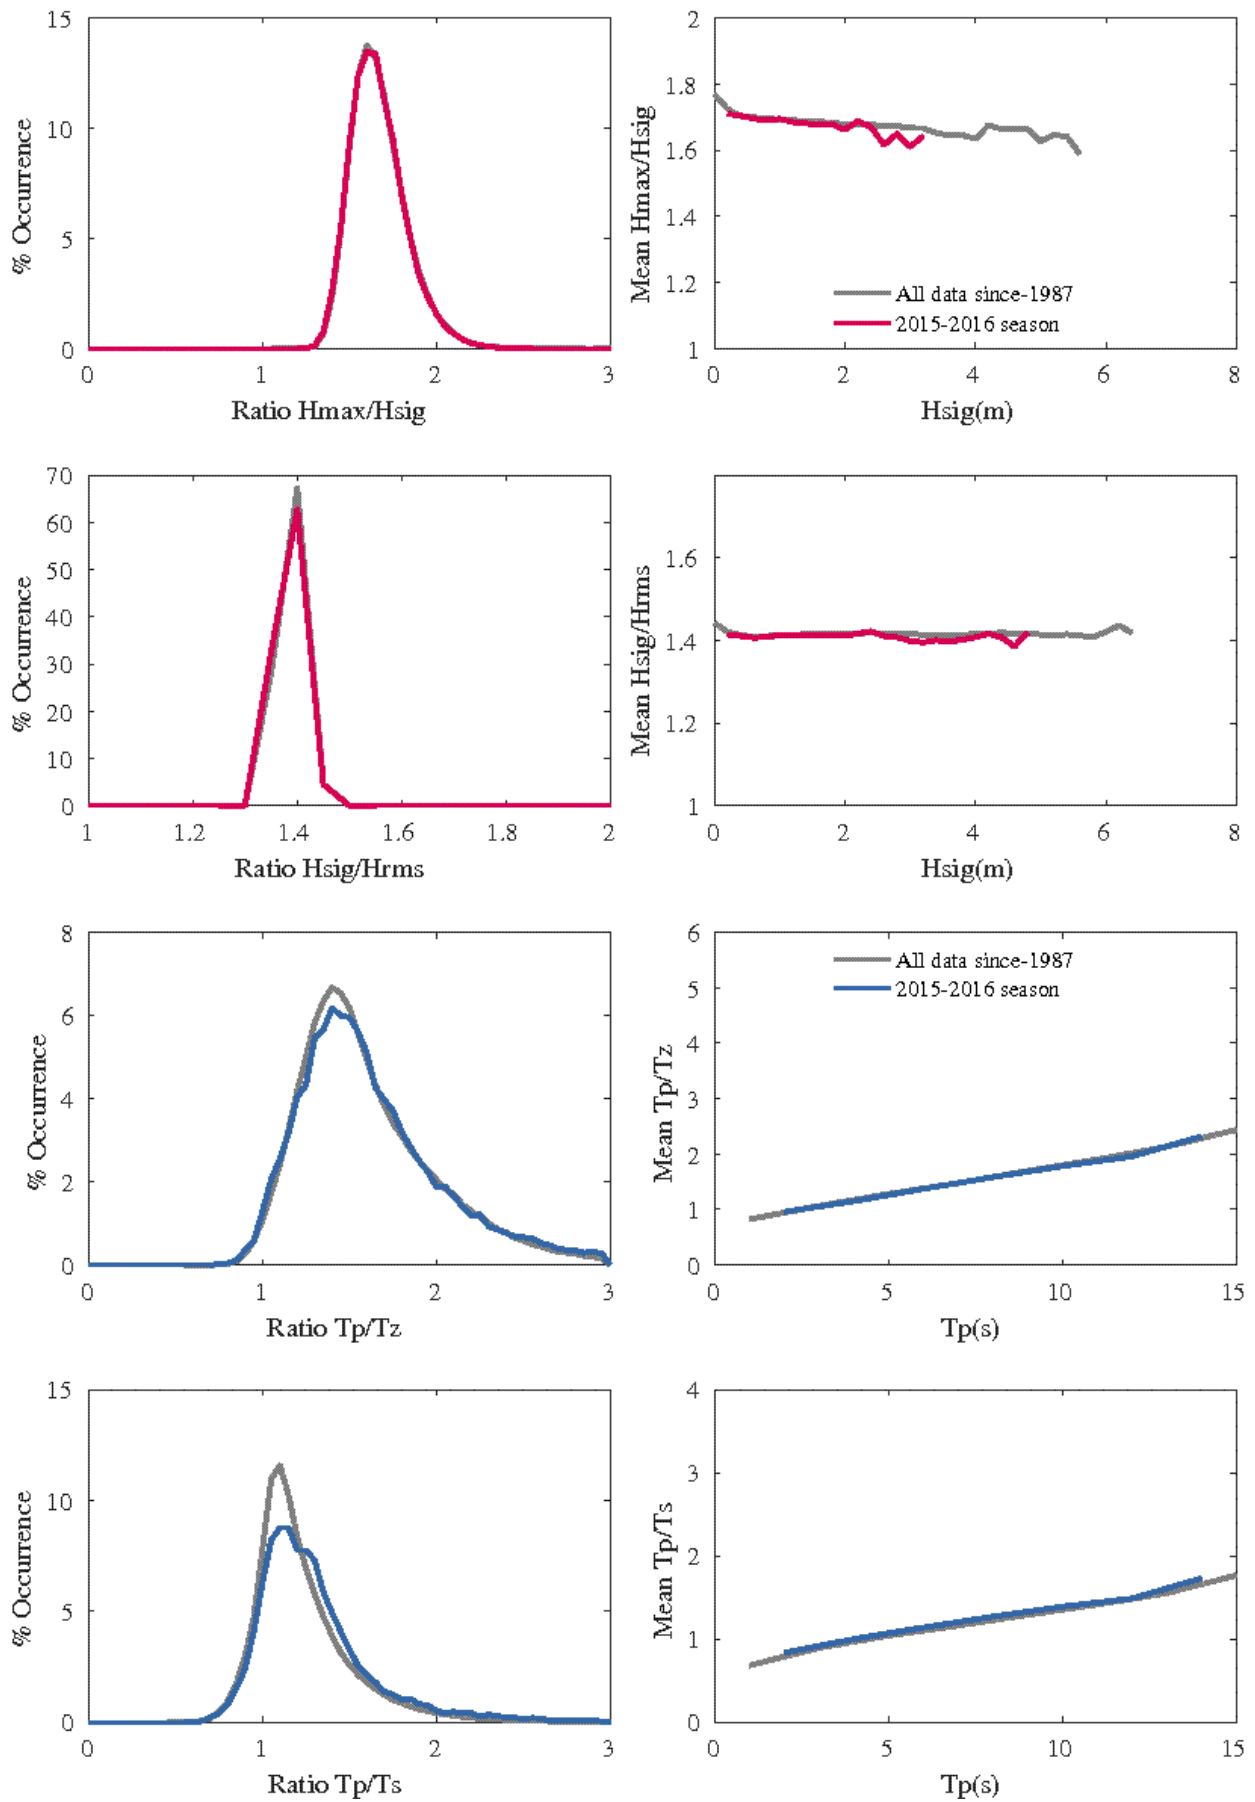 15
10
5
0
% Occurrence
0 1 2 3
Ratio Hmax/Hsig
2
1.8
1.6
1.4
1.2
1
Mean Hmax/Hsig
All data since-1987
2015-2016 season
0 2 4 6 8
Hsig(m)
70
60
50
40
30
20
10
0
% Occurrence
1 1.2 1.4 1.6 1.8 2
Ratio Hsig/Hrms
1.6
1.4
1.2
1
Mean Hsig/Hrms
0 2 4 6 8
Hsig(m)
8
6
4
2
0
% Occurrence
0 1 2 3
Ratio Tp/Tz
6
5
4
3
2
1
0
Mean Tp/Tz
All data since-1987
2015-2016 season
0 5 10 15
Tp(s)
15
10
5
0
% Occurrence
0 1 2 3
Ratio Tp/Ts
4
3
2
1
0
Mean Tp/Ts
0 5 10 15
Tp(s)